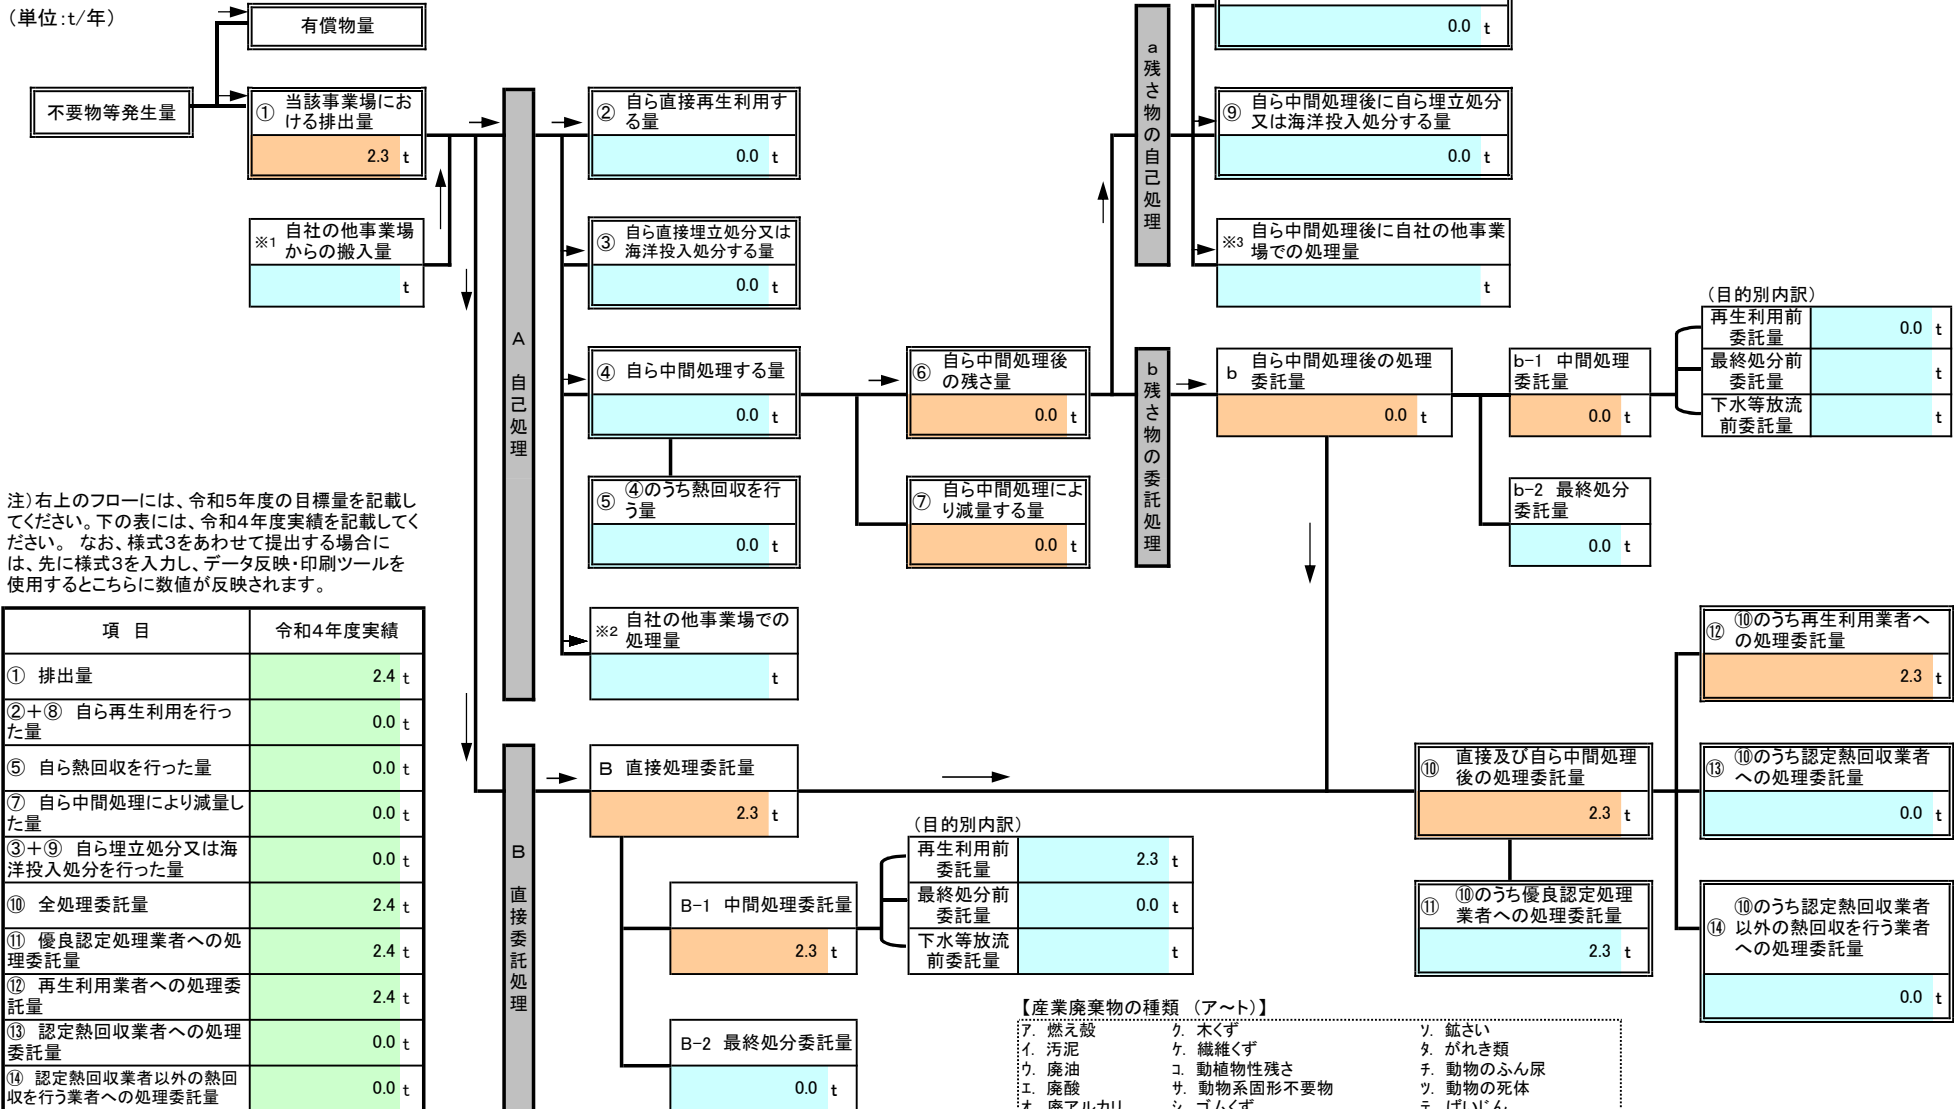 （単位：t/年）
有償物量
不要物等発生量
① 当該事業場にお
ける排出量
2.3 t
※1 自社の他事業場
からの搬入量
t
A 自己処理
② 自ら直接再生利用す
る量
0.0 t
③ 自ら直接埋立処分又は
海洋投入処分する量
0.0 t
④ 自ら中間処理する量
0.0 t
⑤ ④のうち熱回収を行
う量
0.0 t
※2 自社の他事業場での
処理量
t
⑥ 自ら中間処理後
の残さ量
0.0 t
⑦ 自ら中間処理によ
り減量する量
0.0 t
a 残さ物の自己処理
0.0 t
⑨ 自ら中間処理後に自ら埋立処分
又は海洋投入処分する量
0.0 t
※3 自ら中間処理後に自社の他事業
場での処理量
t
b 残さ物の委託処理
b 自ら中間処理後の処理
委託量
0.0 t
b-1 中間処理
委託量
0.0 t
b-2 最終処分
委託量
0.0 t
（目的別内訳）
再生利用前
委託量 0.0 t
最終処分前
委託量 t
下水等放流
前委託量 t
注）右上のフローには、令和5年度の目標量を記載し
てください。下の表には、令和4年度実績を記載してく
ださい。 なお、様式3をあわせて提出する場合に
は、先に様式3を入力し、データ反映・印刷ツールを
使用するとこちらに数値が反映されます。
項 目 令和4年度実績
① 排出量 2.4 t
②＋⑧ 自ら再生利用を行っ
た量 0.0 t
⑤ 自ら熱回収を行った量 0.0 t
⑦ 自ら中間処理により減量し
た量 0.0 t
③＋⑨ 自ら埋立処分又は海
洋投入処分を行った量 0.0 t
⑩ 全処理委託量 2.4 t
⑪ 優良認定処理業者への処
理委託量 2.4 t
⑫ 再生利用業者への処理委
託量 2.4 t
⑬ 認定熱回収業者への処理
委託量 0.0 t
⑭ 認定熱回収業者以外の熱回
収を行う業者への処理委託量 0.0 t
B 直接委託処理
B 直接処理委託量
2.3 t
B-1 中間処理委託量
2.3 t
B-2 最終処分委託量
0.0 t
（目的別内訳）
再生利用前
委託量 2.3 t
最終処分前
委託量 0.0 t
下水等放流
前委託量 t
⑩ 直接及び自ら中間処理
後の処理委託量
2.3 t
⑪ ⑩のうち優良認定処理
業者への処理委託量
2.3 t
⑫ ⑩のうち再生利用業者へ
の処理委託量
2.3 t
⑬ ⑩のうち認定熱回収業者
への処理委託量
0.0 t
⑭ ⑩のうち認定熱回収業者
以外の熱回収を行う業者
への処理委託量
0.0 t
【産業廃棄物の種類 （ア～ト）】
ア. 燃え殻 ク. 木くず ソ. 鉱さい
イ. 汚泥 ケ. 繊維くず タ. がれき類
ウ. 廃油 コ. 動植物性残さ チ. 動物のふん尿
エ. 廃酸 サ. 動物系固形不要物 ツ. 動物の死体
オ. 廃アルカリ シ. ゴムくず テ. ばいじん